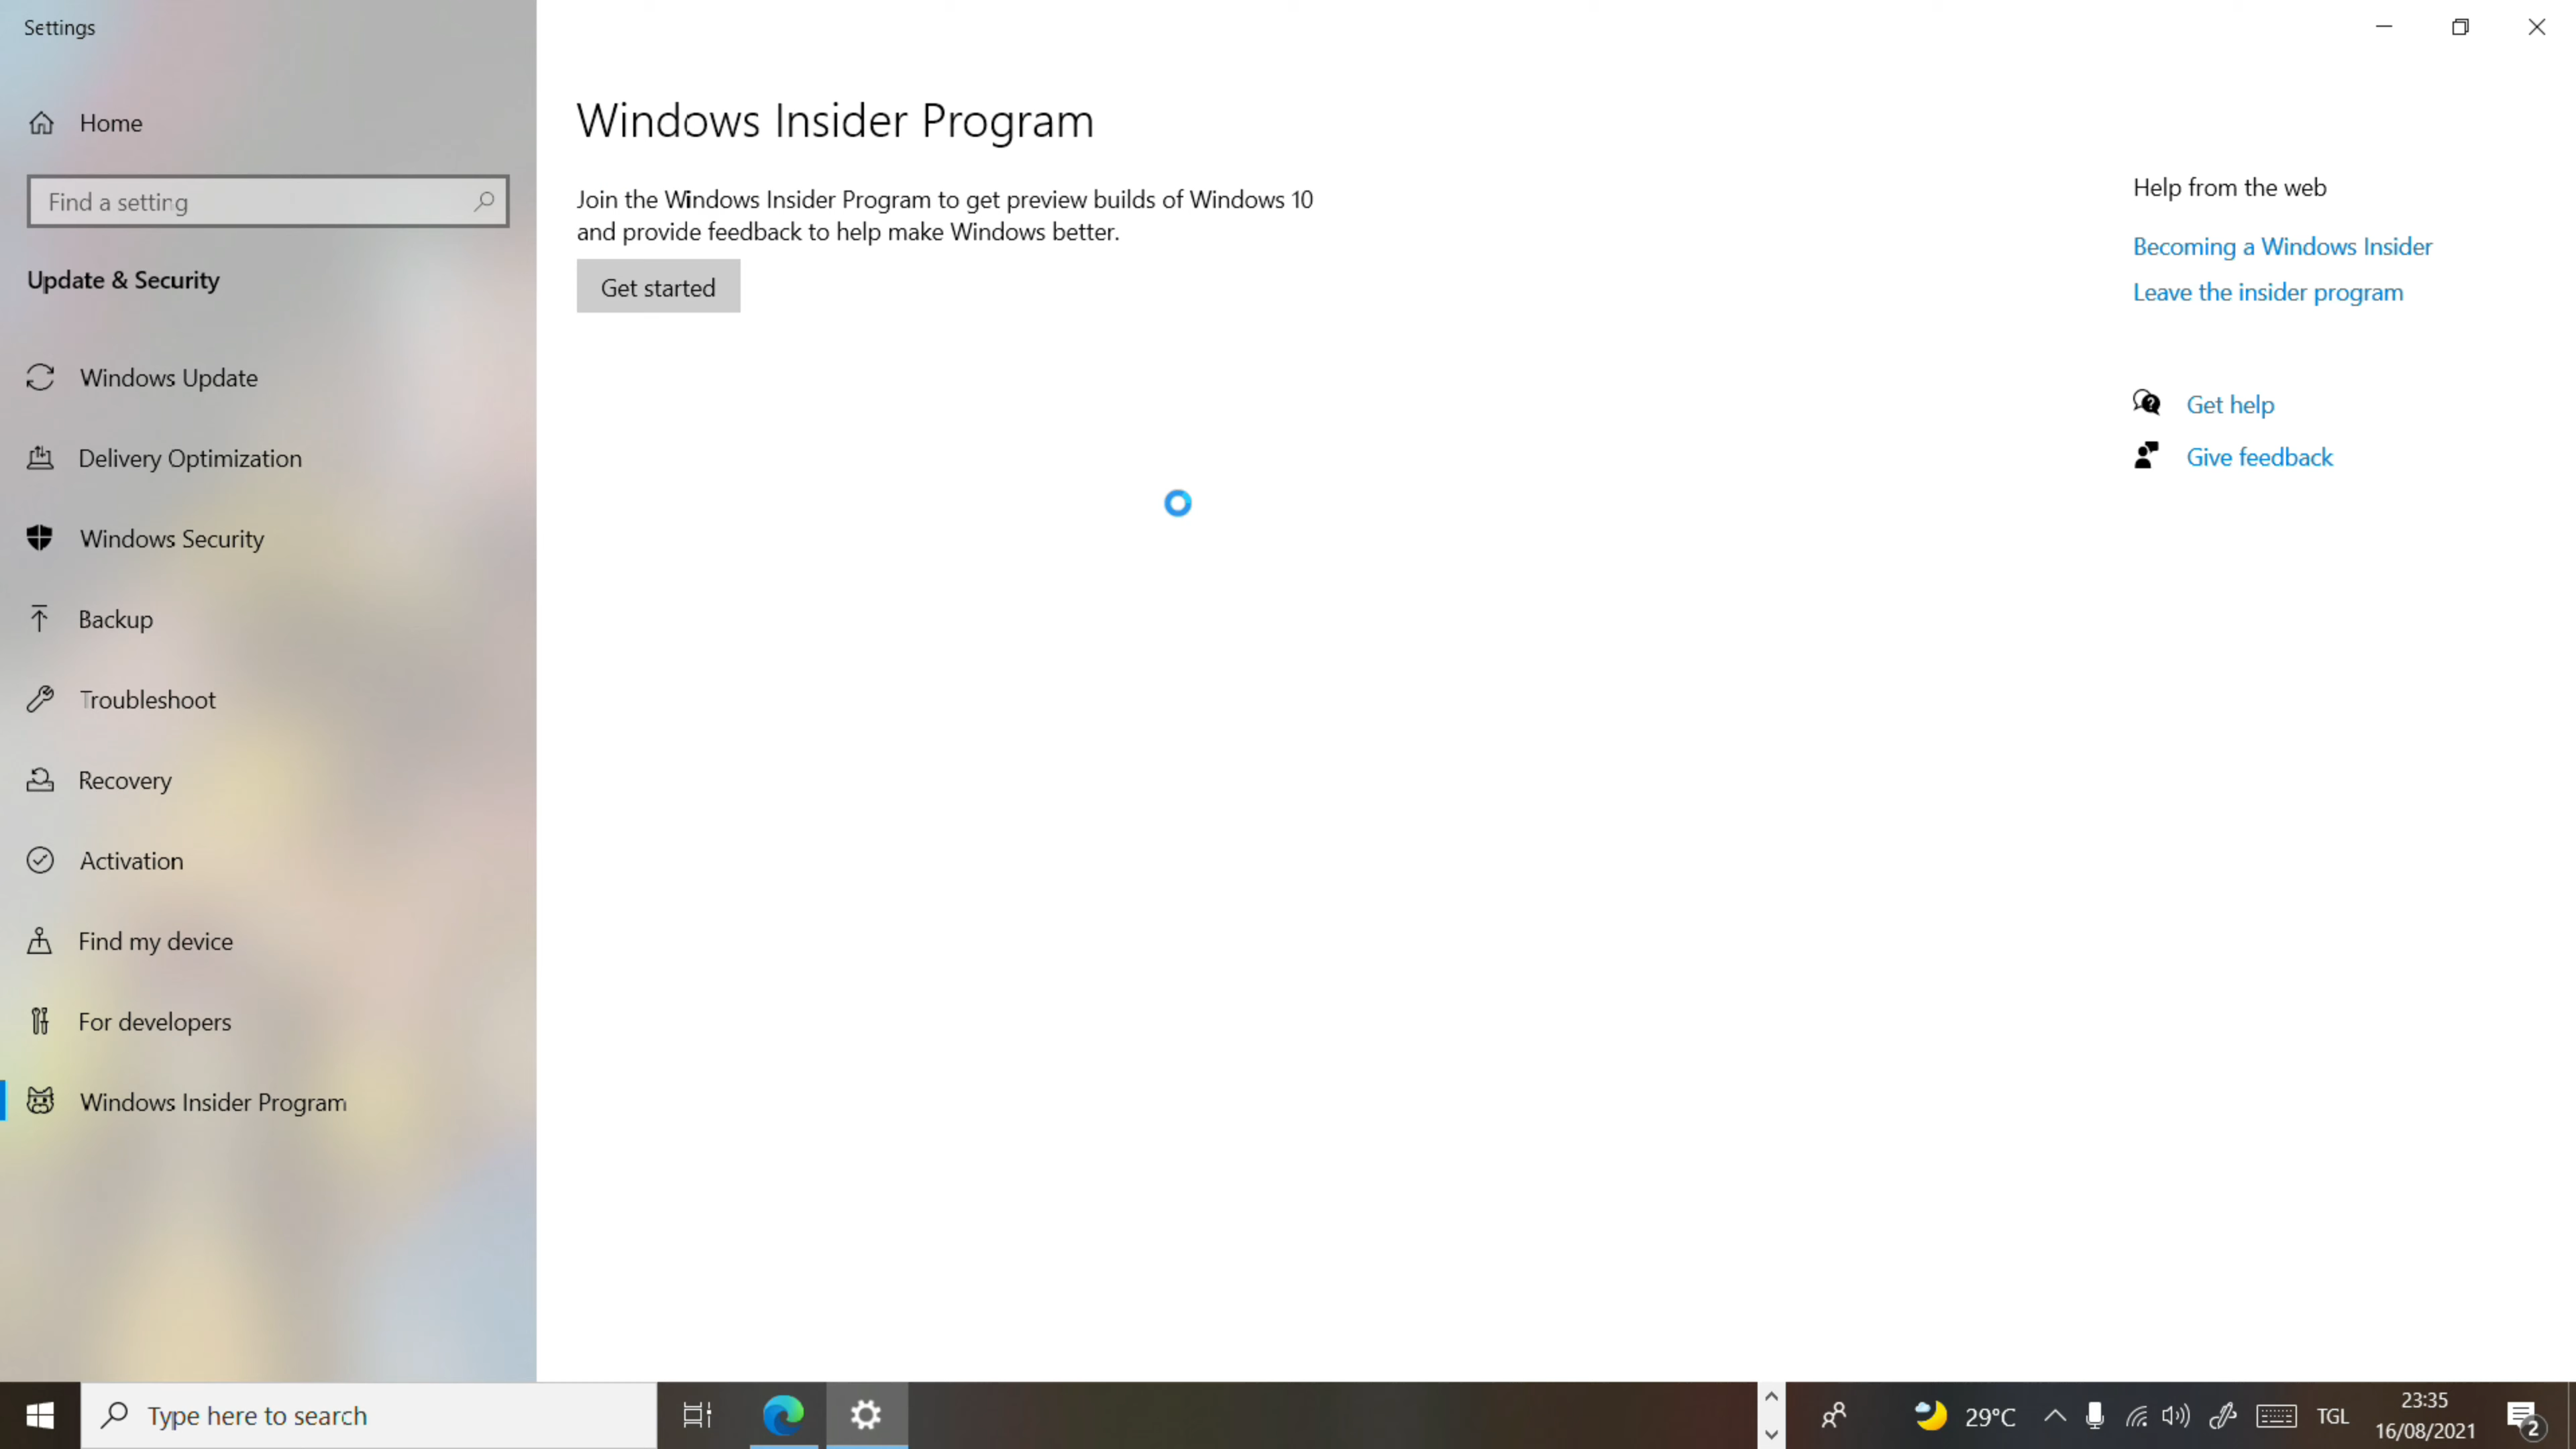 Settings
Home
Find a setting
Update & Security
Windows Update
Delivery Optimization
Windows Security
Backup
Troubleshoot
Recovery
Activation
Find my device
For developers
Windows Insider Program
Windows Insider Program
Join the Windows Insider Program to get preview builds of Windows 10
and provide feedback to help make Windows better.
Get started
Help from the web
Becoming a Windows Insider
Leave the insider program
Get help
Give feedback
Type here to search
29°C
TGL
23:35
16/08/2021
2